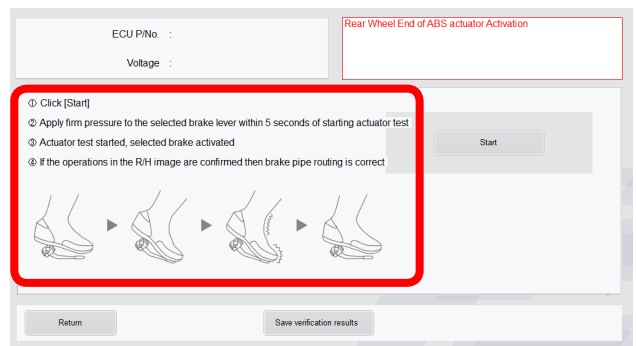 ECU P/No. :
Voltage :
Rear Wheel End of ABS actuator Activation
① Click [Start]
② Apply firm pressure to the selected brake lever within 5 seconds of starting actuator test
③ Actuator test started, selected brake activated
④ If the operations in the R/H image are confirmed then brake pipe routing is correct
Start
Return
Save verification results